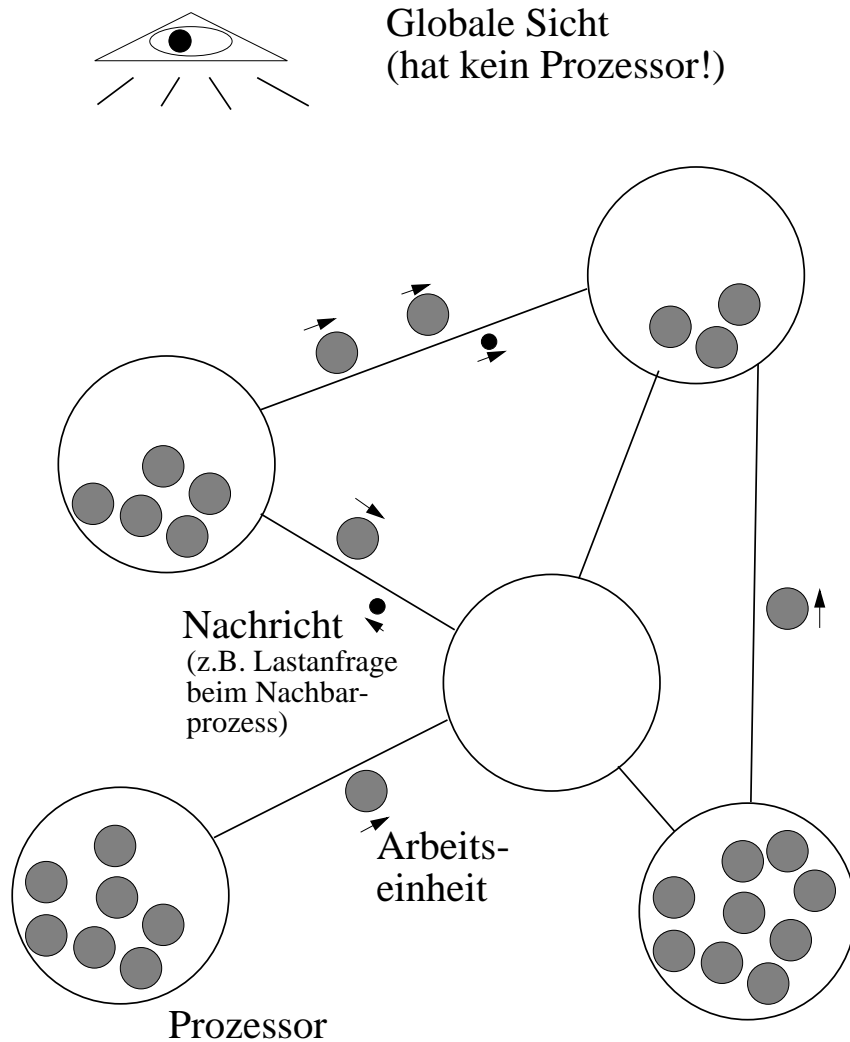 Globale Sicht
(hat kein Prozessor!)
Nachricht
(z.B. Lastanfrage
beim Nachbar-
prozess)
Arbeits-
einheit
Prozessor